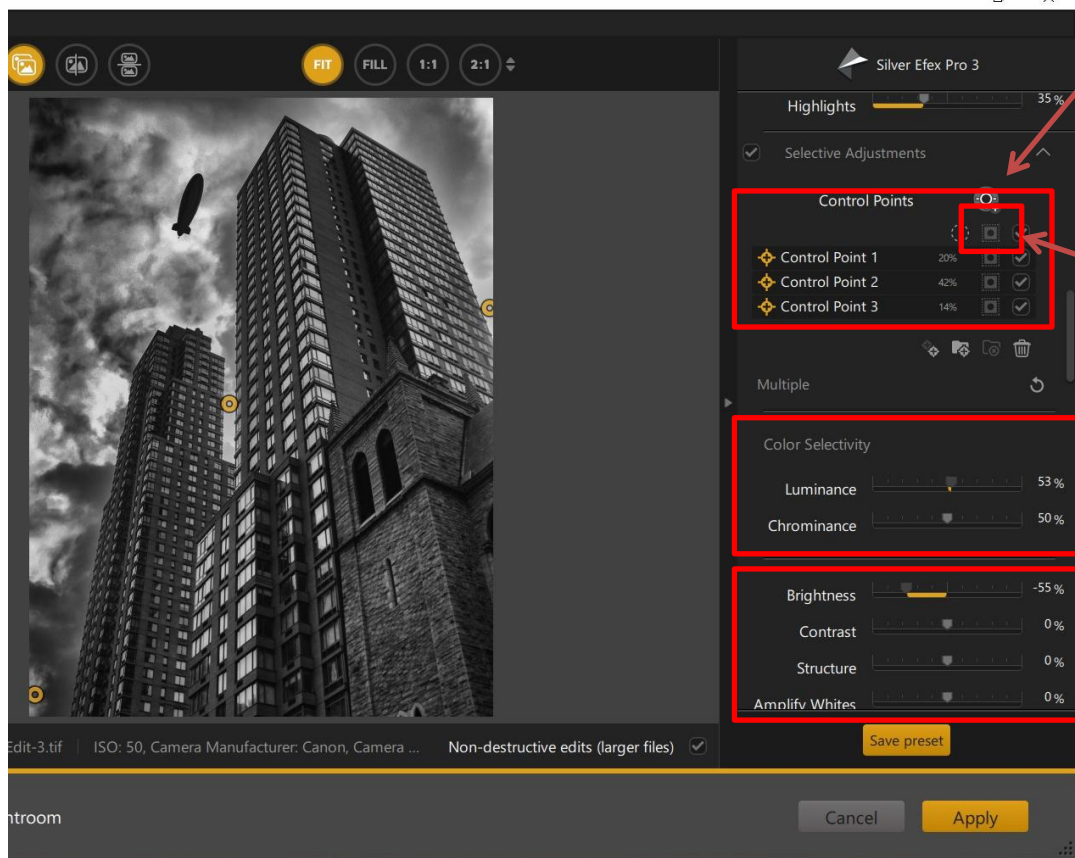 FIT FILL 1:1 2:1
Silver Efex Pro 3
Highlights 35 %
Selective Adjustments
Control Points
Control Point 1 20%
Control Point 2 42%
Control Point 3 14%
Multiple
Color Selectivity
Luminance 53 %
Chrominance 50 %
Brightness -55 %
Contrast 0 %
Structure 0 %
Amplify Whites 0 %
Save preset
Edit-3.tif | ISO: 50, Camera Manufacturer: Canon, Camera ... Non-destructive edits (larger files)
ntroom
Cancel Apply